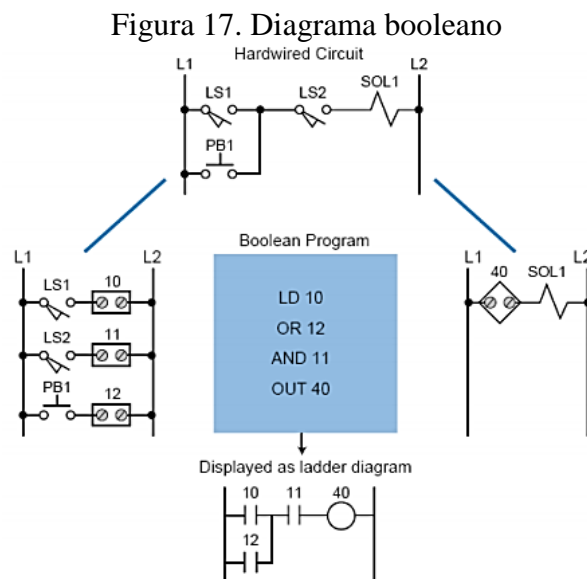 Figura 17. Diagrama booleano
Hardwired Circuit
L1
L2
LS1
LS2
SOL1
PB1
L1
L2
LS1
10
LS2
11
PB1
12
Boolean Program
LD 10
OR 12
AND 11
OUT 40
L1
L2
40
SOL1
Displayed as ladder diagram
10
11
40
12